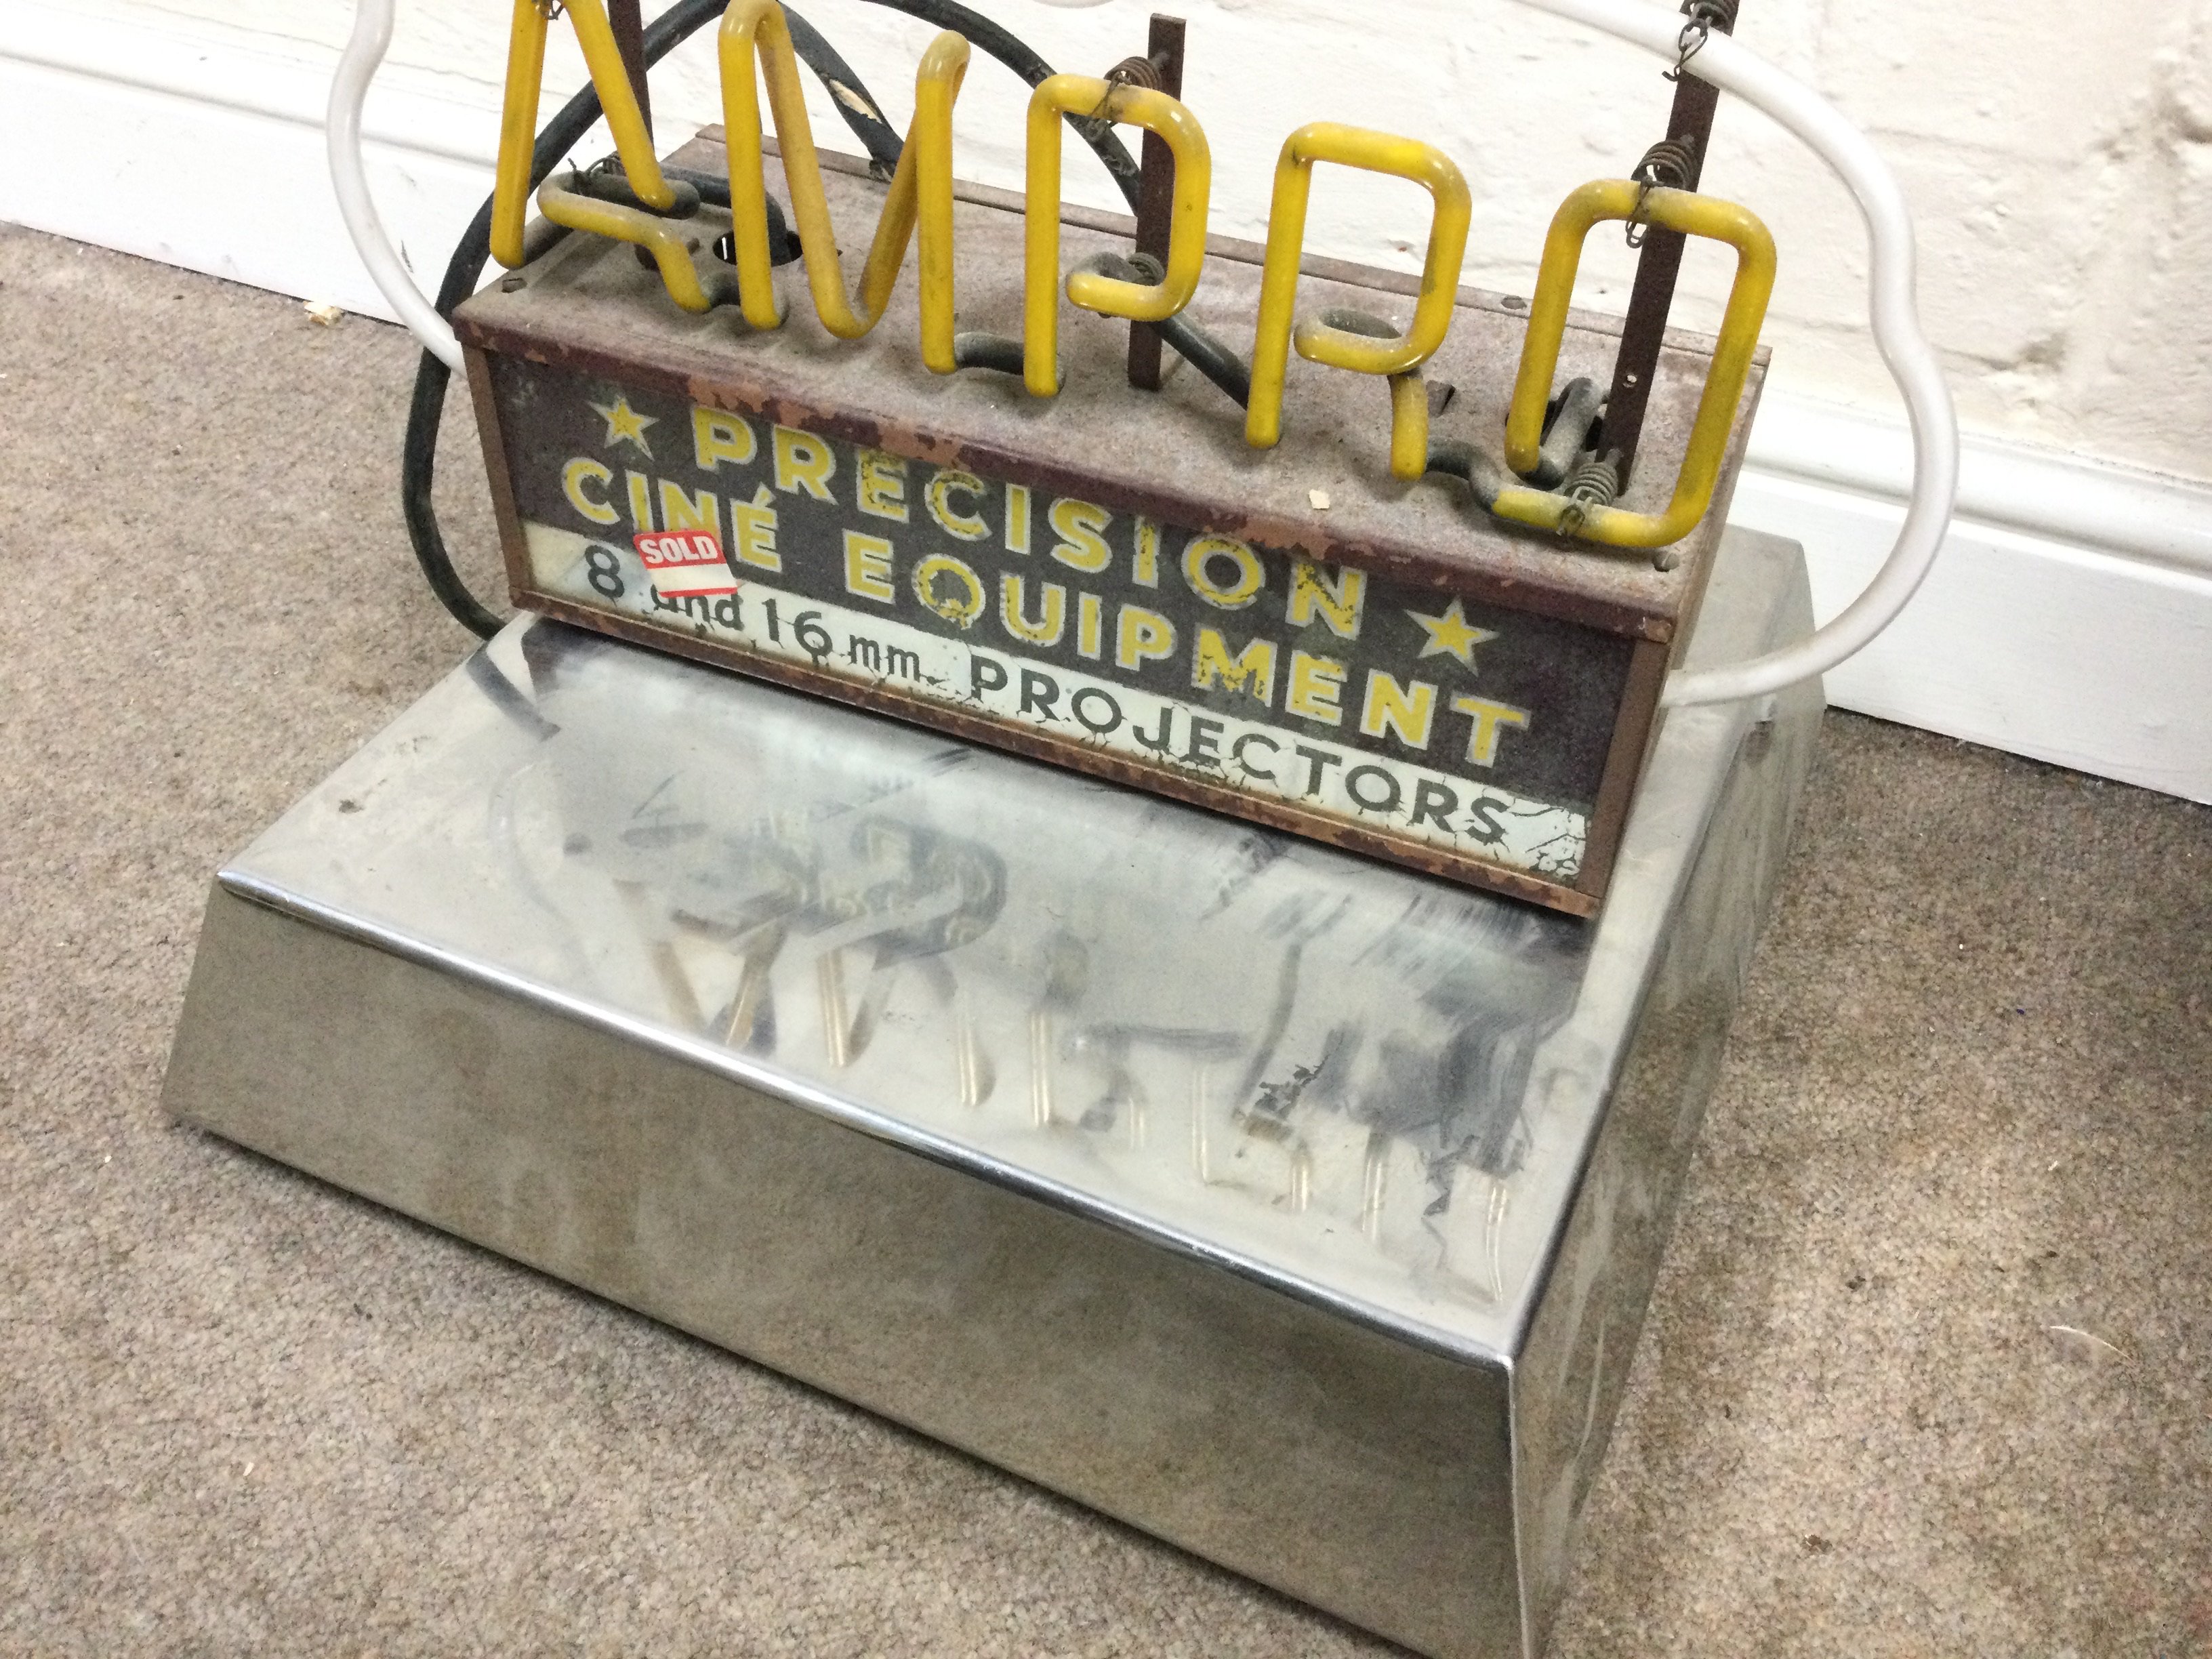 AMPRO
★ PRECISION ★
CINÉ EQUIPMENT
SOLD
8 and 16 mm. PROJECTORS